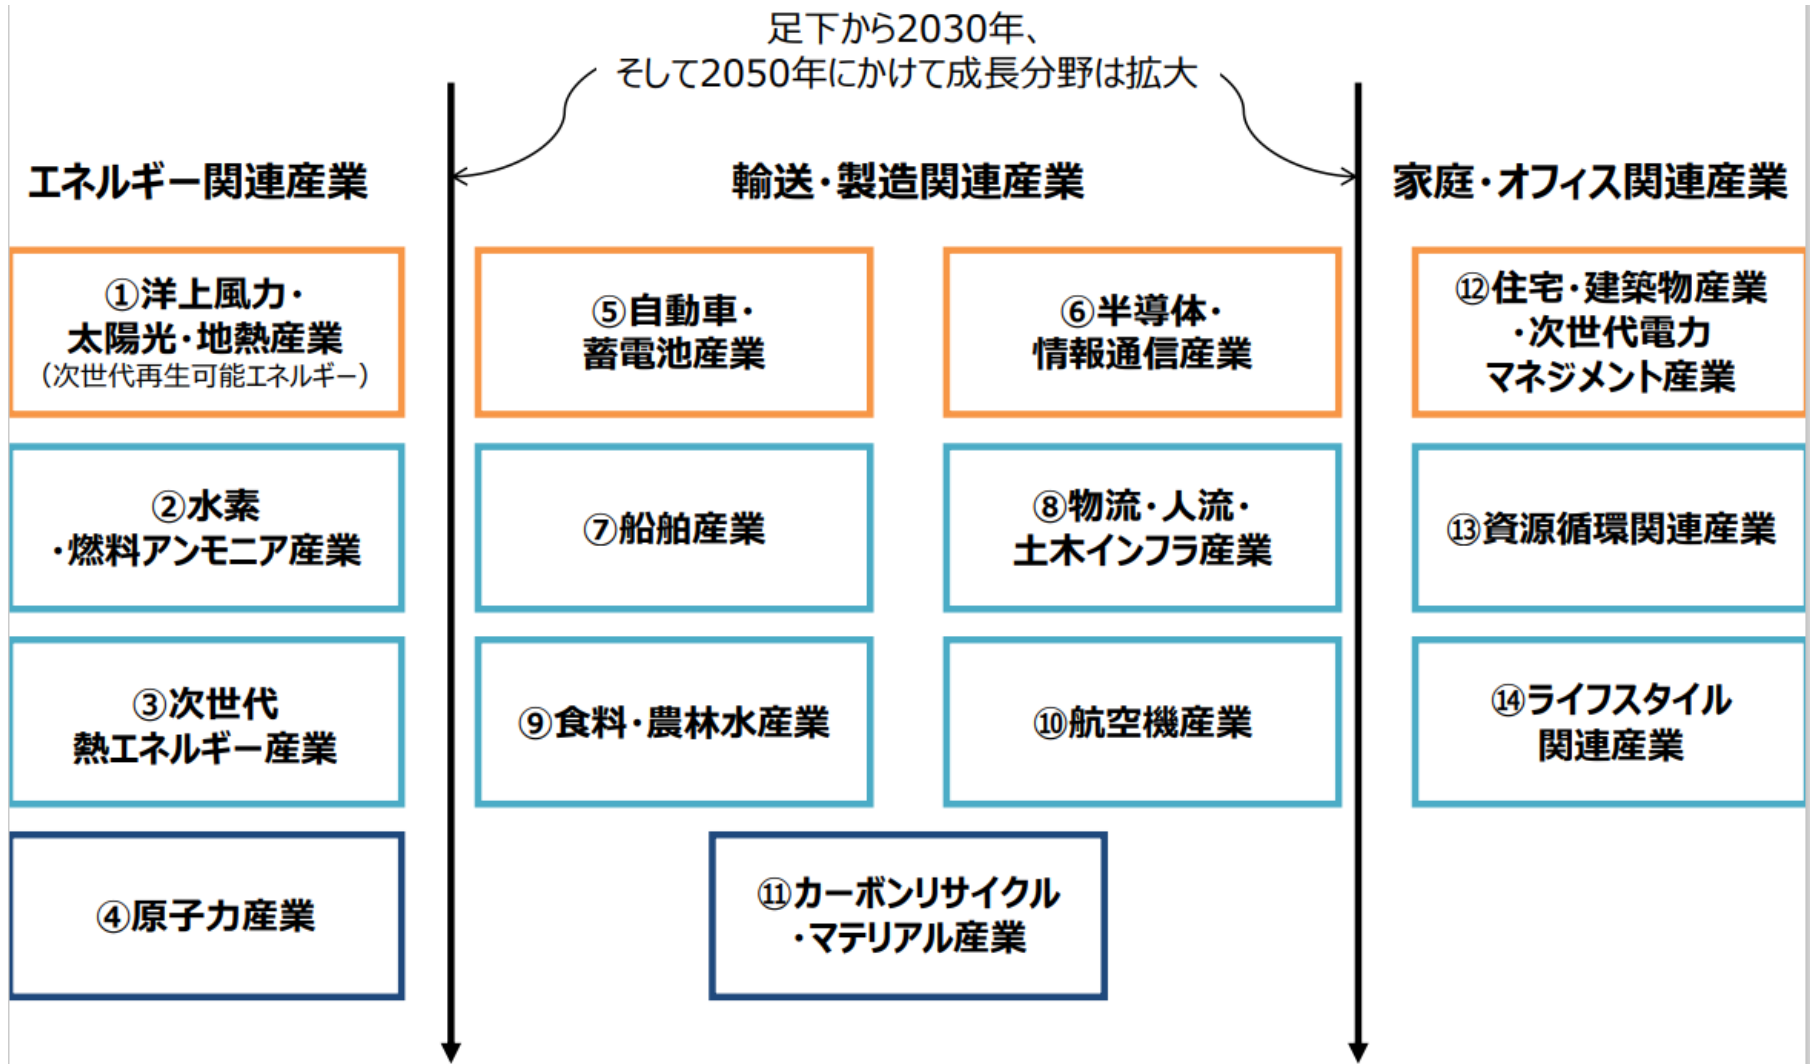 足下から2030年、
そして2050年にかけて成長分野は拡大
エネルギー関連産業
輸送・製造関連産業
家庭・オフィス関連産業
①洋上風力・
太陽光・地熱産業
（次世代再生可能エネルギー）
②水素
・燃料アンモニア産業
③次世代
熱エネルギー産業
④原子力産業
⑤自動車・
蓄電池産業
⑥半導体・
情報通信産業
⑦船舶産業
⑧物流・人流・
土木インフラ産業
⑨食料・農林水産業
⑩航空機産業
⑪カーボンリサイクル
・マテリアル産業
⑫住宅・建築物産業
・次世代電力
マネジメント産業
⑬資源循環関連産業
⑭ライフスタイル
関連産業